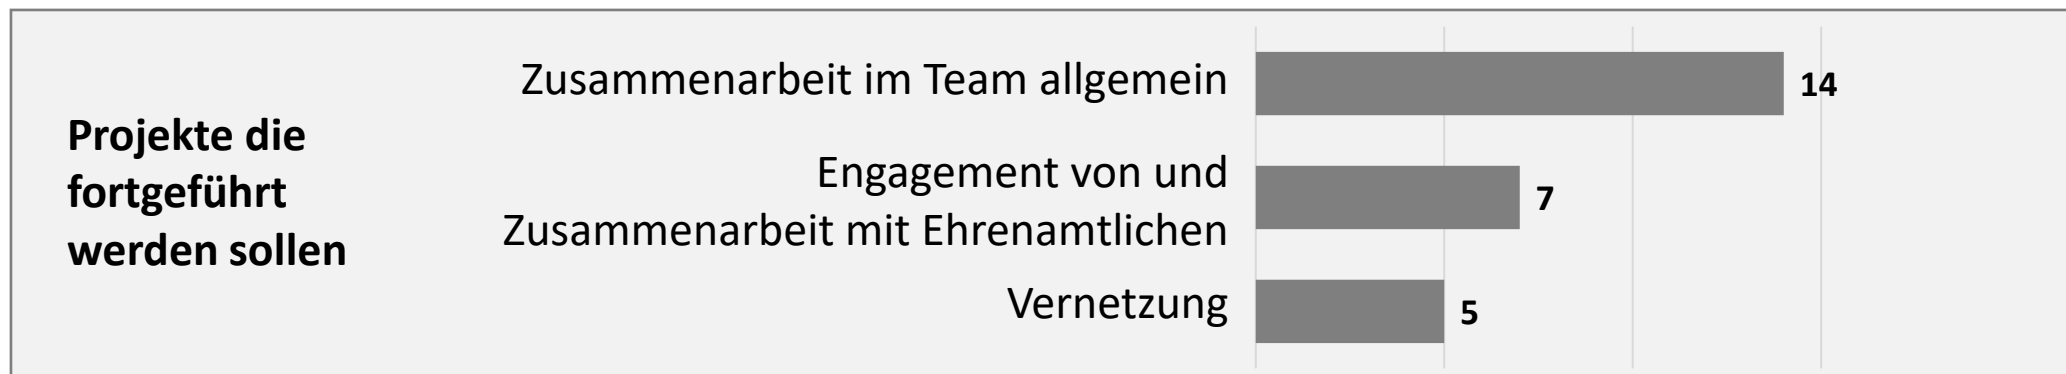 Projekte die
fortgeführt
werden sollen
Zusammenarbeit im Team allgemein
14
Engagement von und
Zusammenarbeit mit Ehrenamtlichen
7
Vernetzung
5